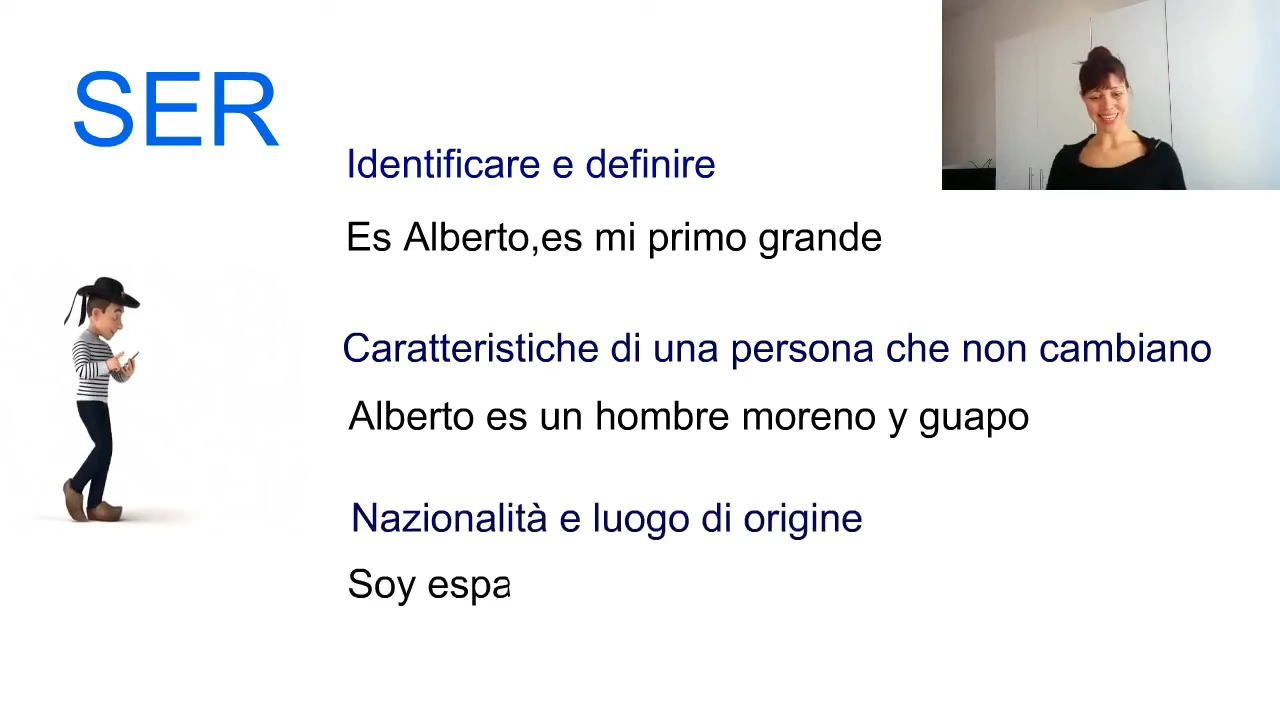 SER
Identificare e definire
Es Alberto,es mi primo grande
Caratteristiche di una persona che non cambiano
Alberto es un hombre moreno y guapo
Nazionalità e luogo di origine
Soy espa